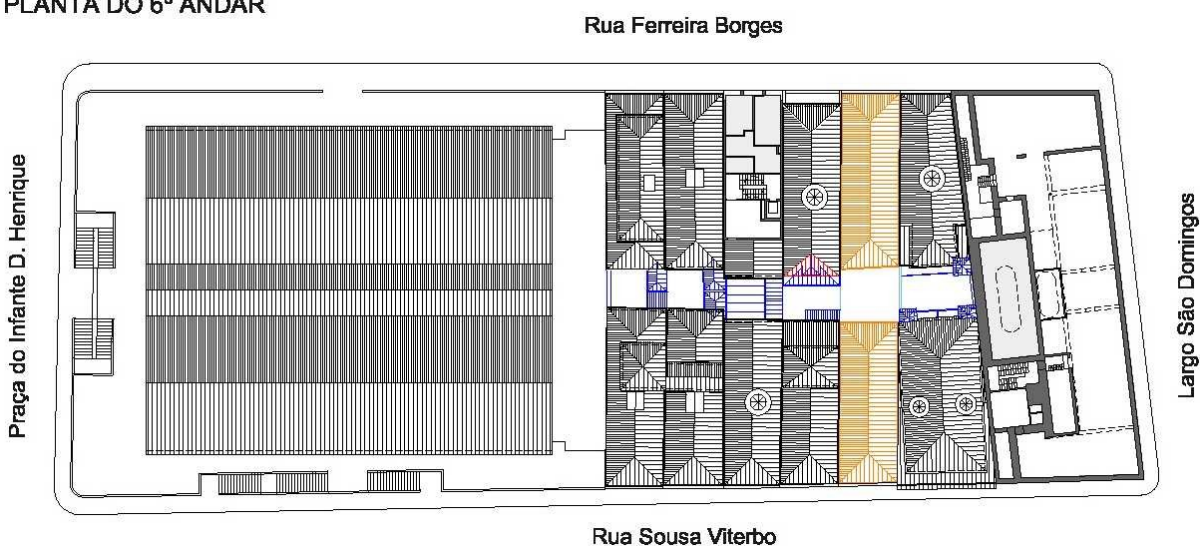 PLANTA DO 6º ANDAR
Rua Ferreira Borges
Praça do Infante D. Henrique
Largo São Domingos
Rua Sousa Viterbo